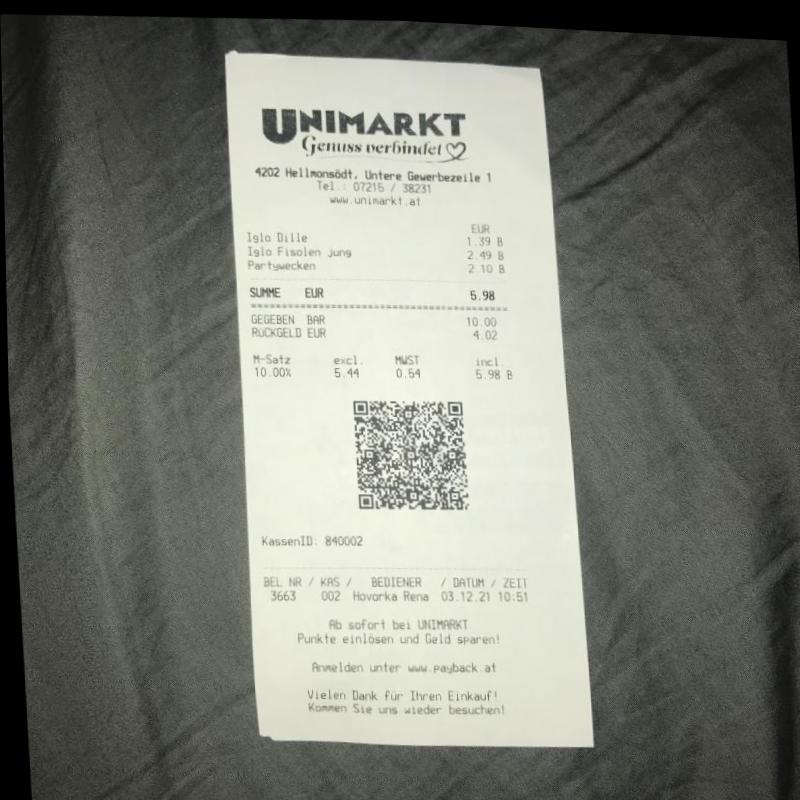 UNIMARKT
Genuss verbindet
4202 Hellmonsödt, Untere Gewerbezeile 1
Tel.: 07215 / 38231
www.unimarkt.at
EUR
Iglo Dille 1.39 B
Iglo Fisolen jung 2.49 B
Partywecken 2.10 B
SUMME EUR 5.98
GEGEBEN BAR 10.00
RüCKGELD EUR 4.02
M-Satz excl. MWST incl.
10.00% 5.44 0.54 5.98 B
KassenID: 840002
BEL NR / KAS / BEDIENER / DATUM / ZEIT
3663 002 Hovorka Rena 03.12.21 10:51
Ab sofort bei UNIMARKT
Punkte einlösen und Geld sparen!
Anmelden unter www.payback.at
Vielen Dank für Ihren Einkauf!
Kommen Sie uns wieder besuchen!